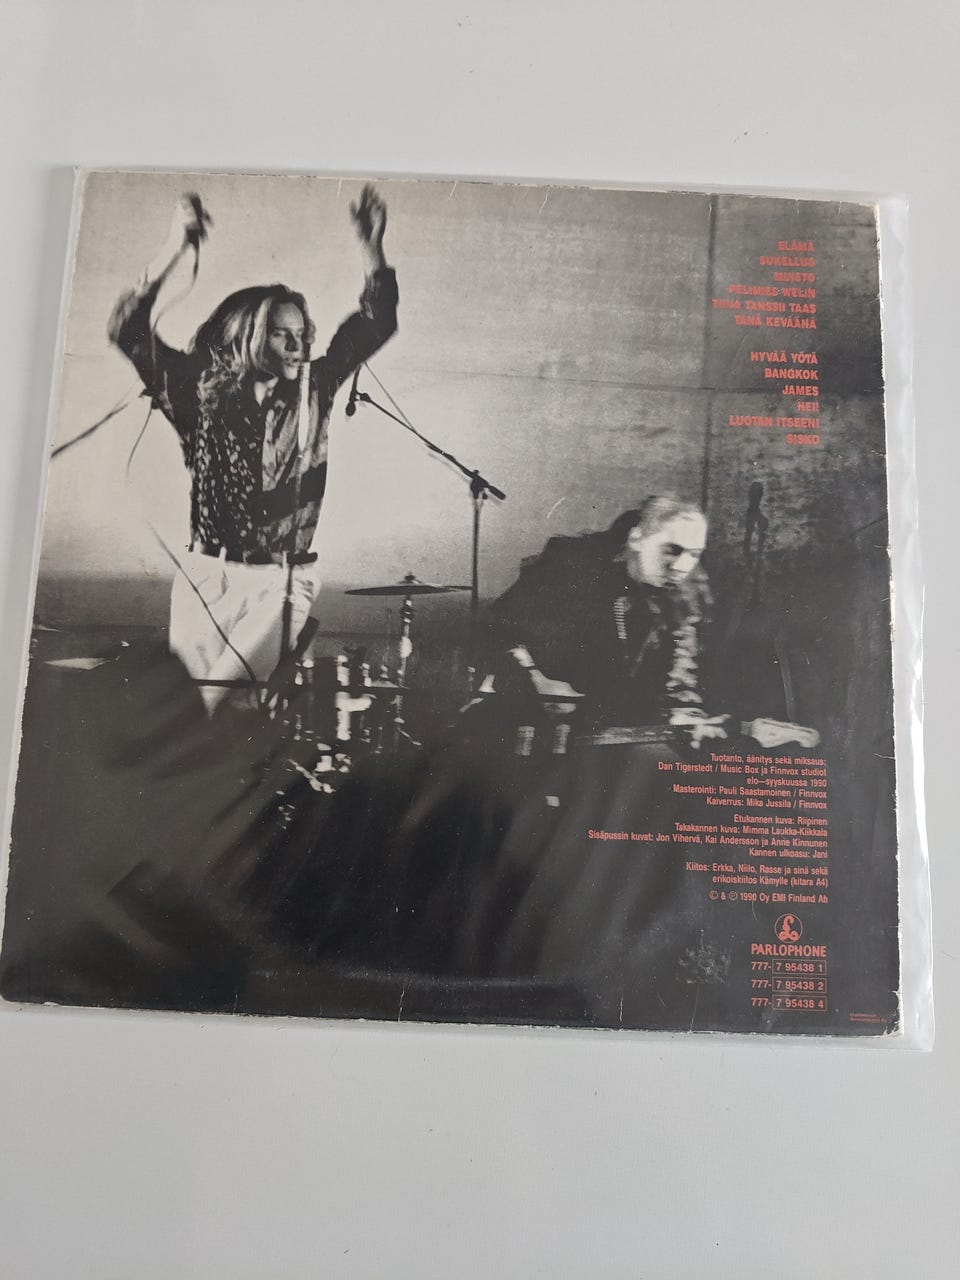 ELÄMÄ
SUKELLUS
MUISTO
PELIMIES WELIN
TIINA TANSSII TAAS
TÄNÄ KEVÄÄNÄ
HYVÄÄ YÖTÄ
BANGKOK
JAMES
HEI!
LUOTAN ITSEENI
SISKO
Tuotanto, äänitys sekä miksaus:
Dan Tigerstedt / Music Box ja Finnvox studiot
elo—syyskuussa 1990
Masterointi: Pauli Saastamoinen / Finnvox
Kaiverrus: Mika Jussila / Finnvox
Etukannen kuva: Riipinen
Takakannen kuva: Mimma Laukka-Kiikkala
Sisäpussin kuvat: Jon Vihervä, Kai Andersson ja Anne Kinnunen
Kannen ulkoasu: Jani
Kiitos: Erkka, Niilo, Rasse ja sinä sekä
erikoiskiitos Kämylle (kitara A4)
© & ℗ 1990 Oy EMI Finland Ab
PARLOPHONE
777-7 95438 1
777-7 95438 2
777-7 95438 4